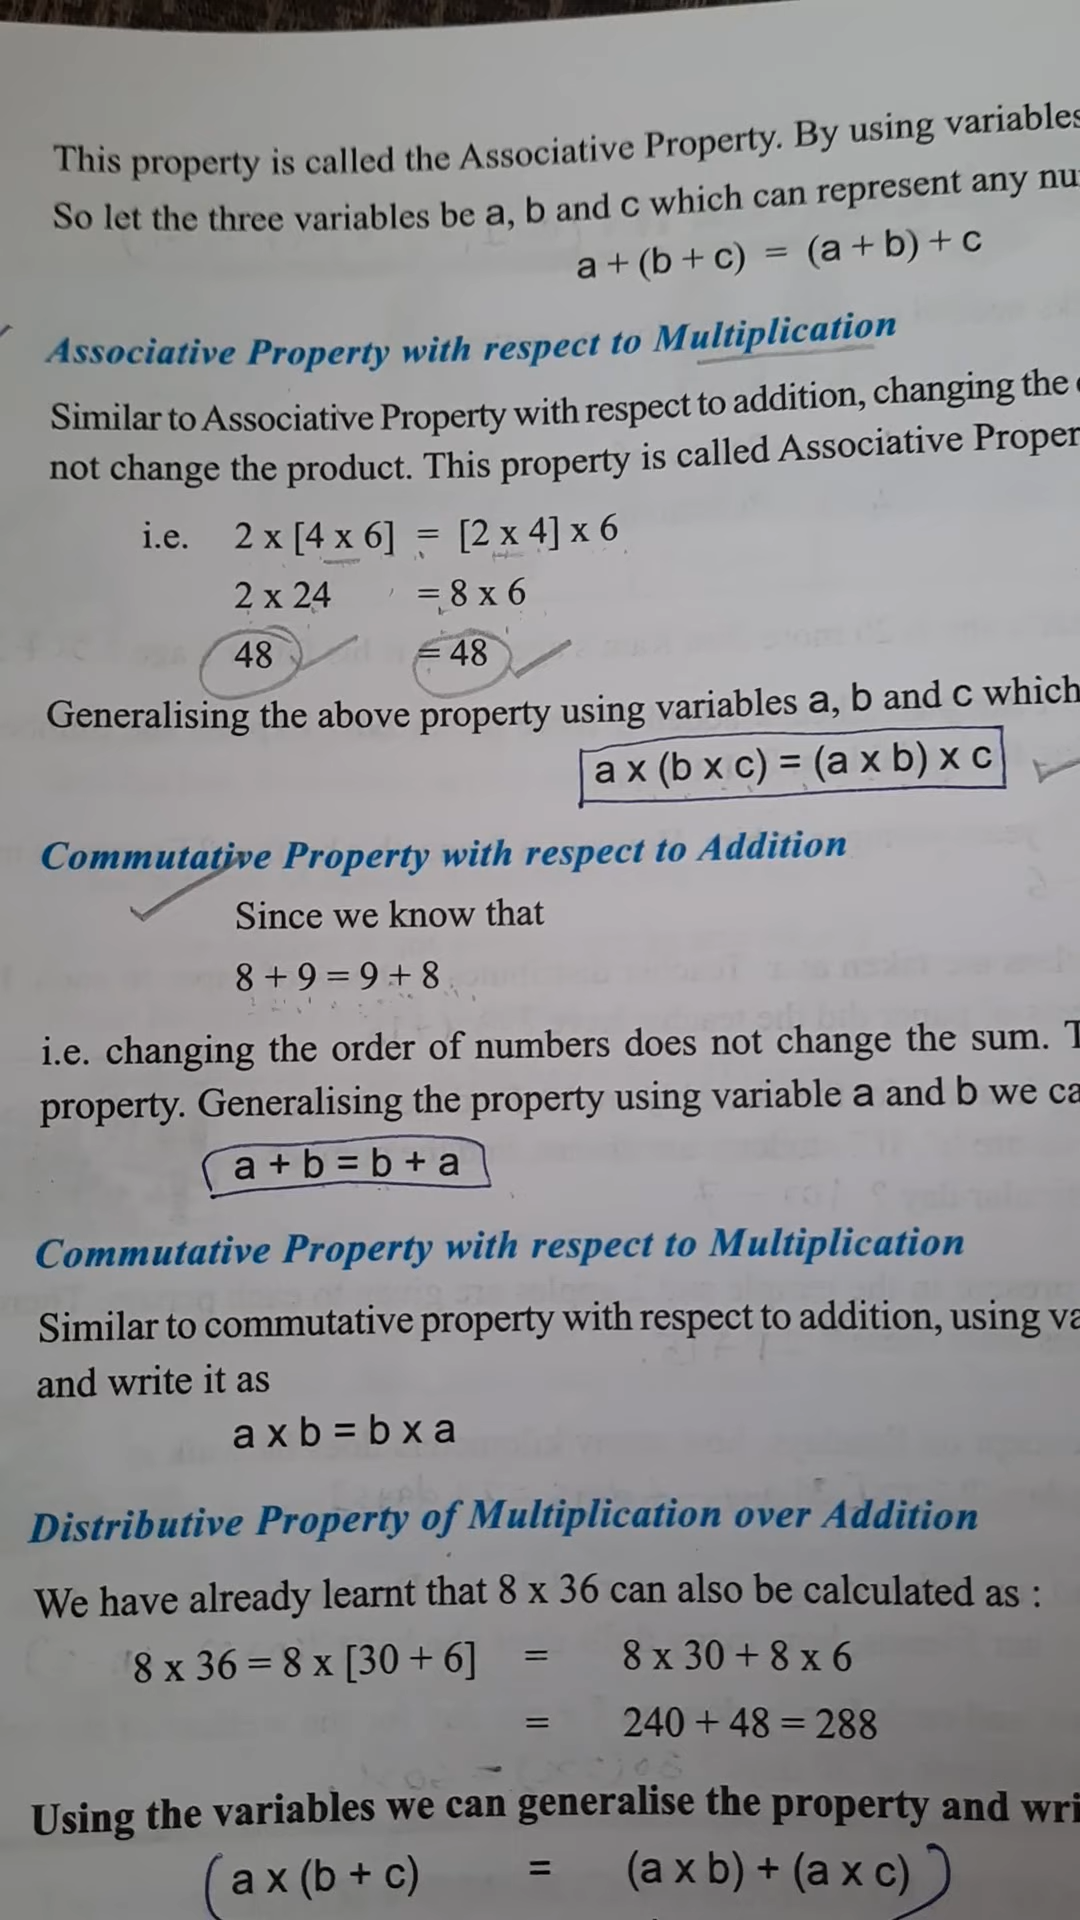 This property is called the Associative Property. By using variables
So let the three variables be a, b and c which can represent any
a + (b + c) = (a + b) + c
Associative Property with respect to Multiplication
Similar to Associative Property with respect to addition, changing the
not change the product. This property is called Associative
i.e. 2 x [4 x 6] = [2 x 4] x 6
2 x 24 = 8 x 6
48 = 48
Generalising the above property using variables a, b and c which
a x (b x c) = (a x b) x c
Commutative Property with respect to Addition
Since we know that
8 + 9 = 9 + 8
i.e. changing the order of numbers does not change the sum.
property. Generalising the property using variable a and b we
a + b = b + a
Commutative Property with respect to Multiplication
Similar to commutative property with respect to addition, using
and write it as
a x b = b x a
Distributive Property of Multiplication over Addition
We have already learnt that 8 x 36 can also be calculated as :
8 x 36 = 8 x [30 + 6] = 8 x 30 + 8 x 6
= 240 + 48 = 288
Using the variables we can generalise the property and
a x (b + c) = (a x b) + (a x c)